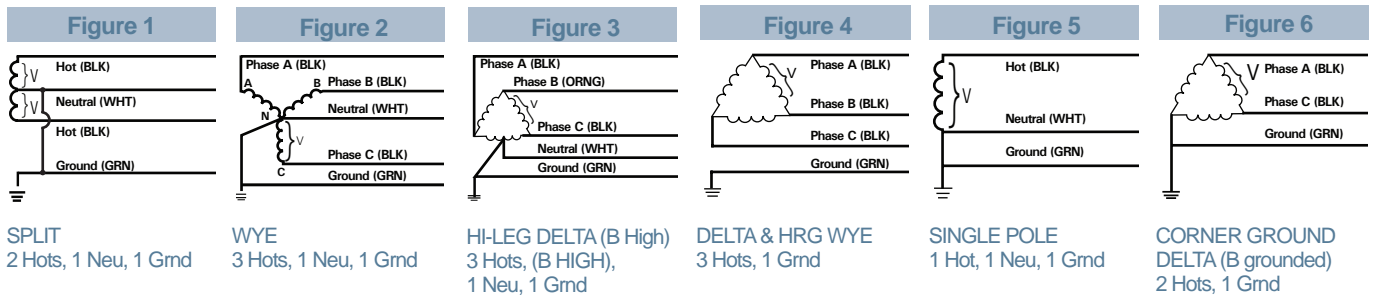 Figure 1
Hot (BLK)
V
Neutral (WHT)
V
Hot (BLK)
Ground (GRN)
SPLIT
2 Hots, 1 Neu, 1 Grnd
Figure 2
Phase A (BLK)
A
B
Phase B (BLK)
Neutral (WHT)
N
V
Phase C (BLK)
C
Ground (GRN)
WYE
3 Hots, 1 Neu, 1 Grnd
Figure 3
Phase A (BLK)
Phase B (ORNG)
V
Phase C (BLK)
Neutral (WHT)
Ground (GRN)
HI-LEG DELTA (B High)
3 Hots, (B HIGH),
1 Neu, 1 Grnd
Figure 4
V
Phase A (BLK)
Phase B (BLK)
Phase C (BLK)
Ground (GRN)
DELTA & HRG WYE
3 Hots, 1 Grnd
Figure 5
Hot (BLK)
V
Neutral (WHT)
Ground (GRN)
SINGLE POLE
1 Hot, 1 Neu, 1 Grnd
Figure 6
V
Phase A (BLK)
Phase C (BLK)
Ground (GRN)
CORNER GROUND
DELTA (B grounded)
2 Hots, 1 Grnd